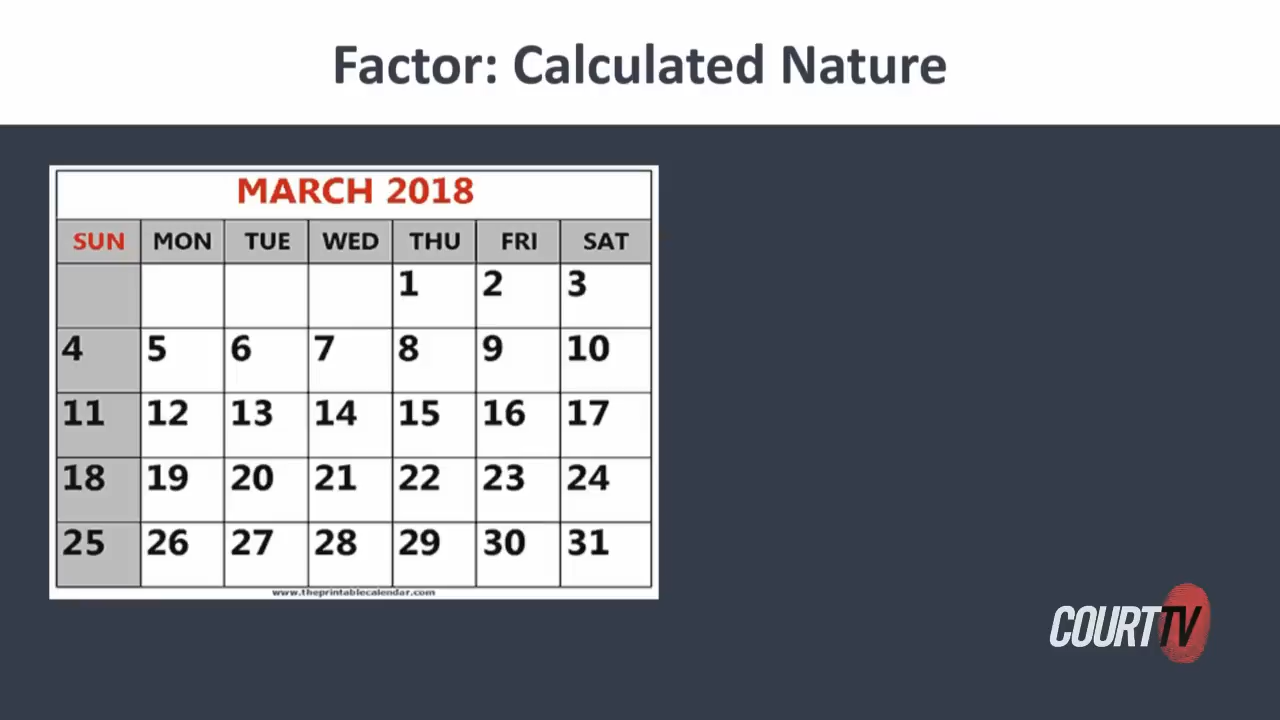 Factor: Calculated Nature
MARCH 2018
SUN MON TUE WED THU FRI SAT
1 2 3
4 5 6 7 8 9 10
11 12 13 14 15 16 17
18 19 20 21 22 23 24
25 26 27 28 29 30 31
www.theprintablecalendar.com
COURT TV